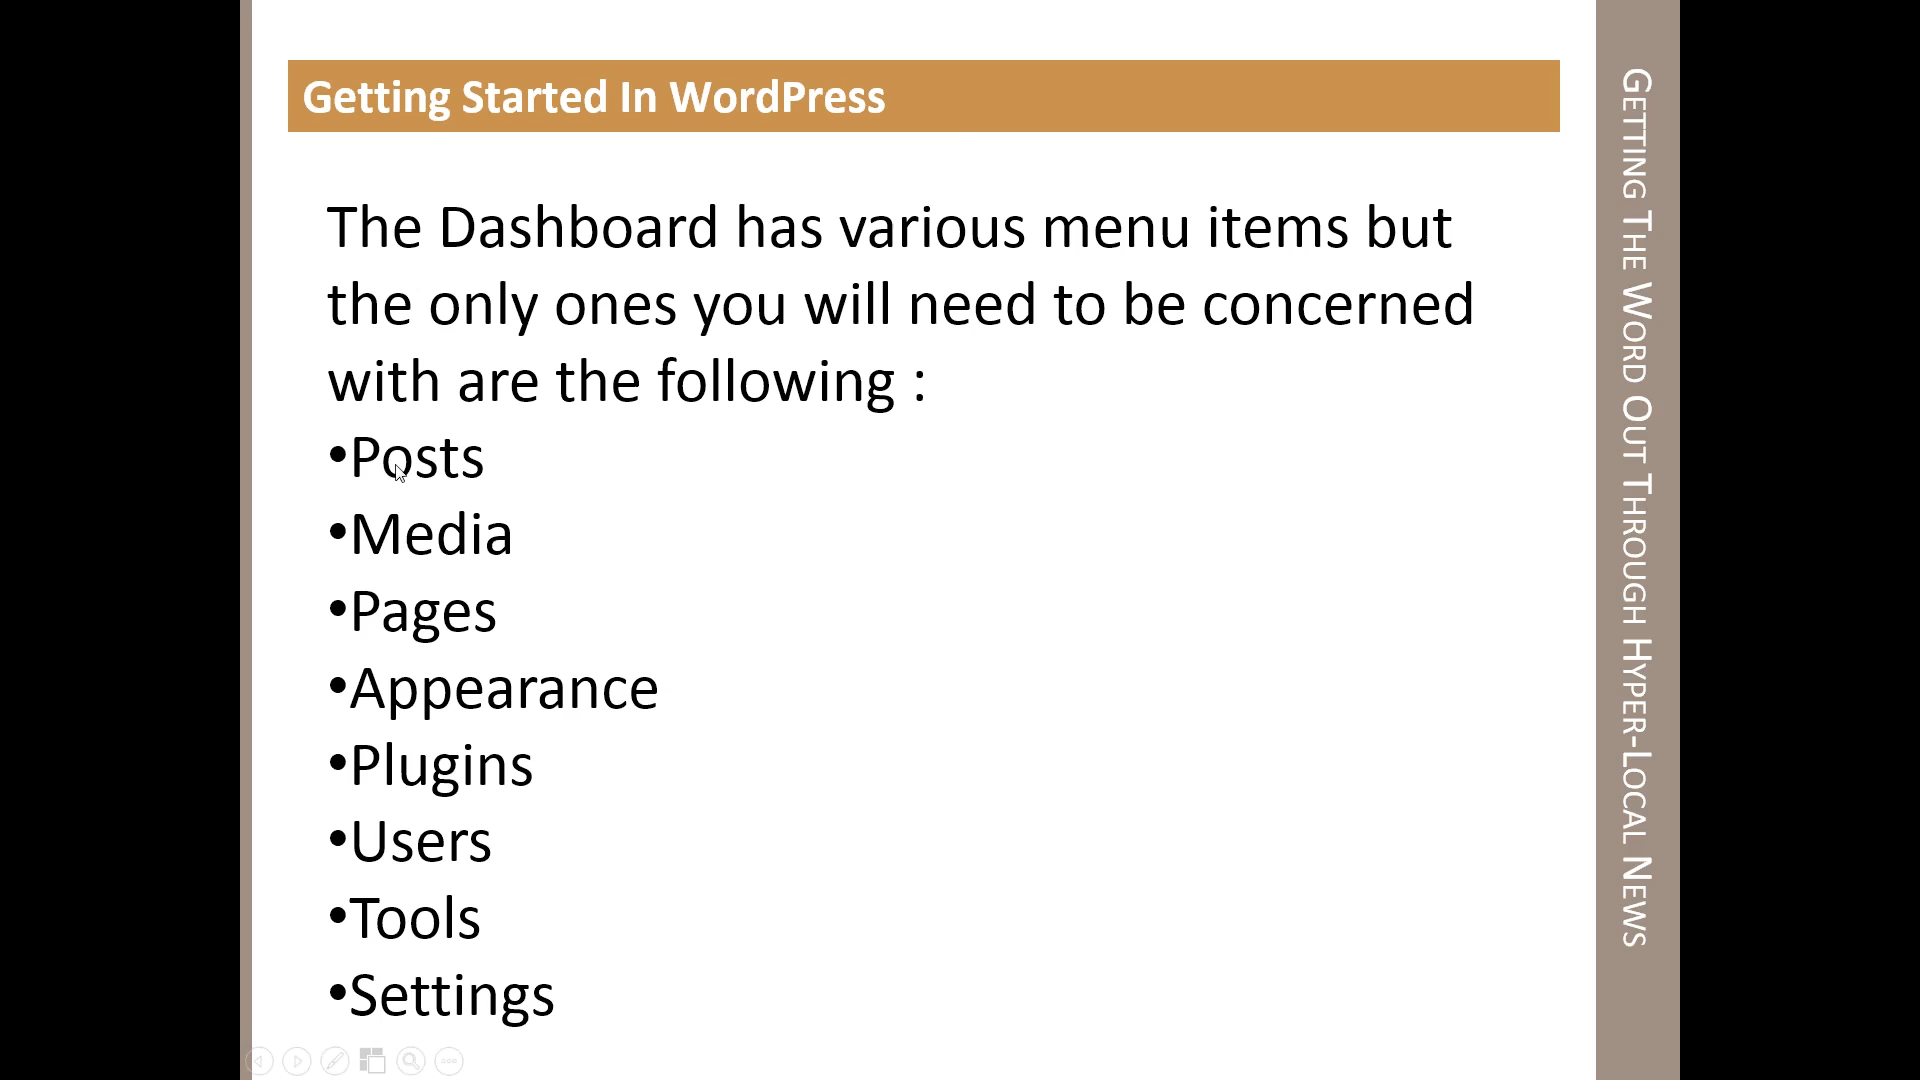 Getting Started In WordPress
The Dashboard has various menu items but
the only ones you will need to be concerned
with are the following :
•Posts
•Media
•Pages
•Appearance
•Plugins
•Users
•Tools
•Settings
GETTING THE WORD OUT THROUGH HYPER-LOCAL NEWS